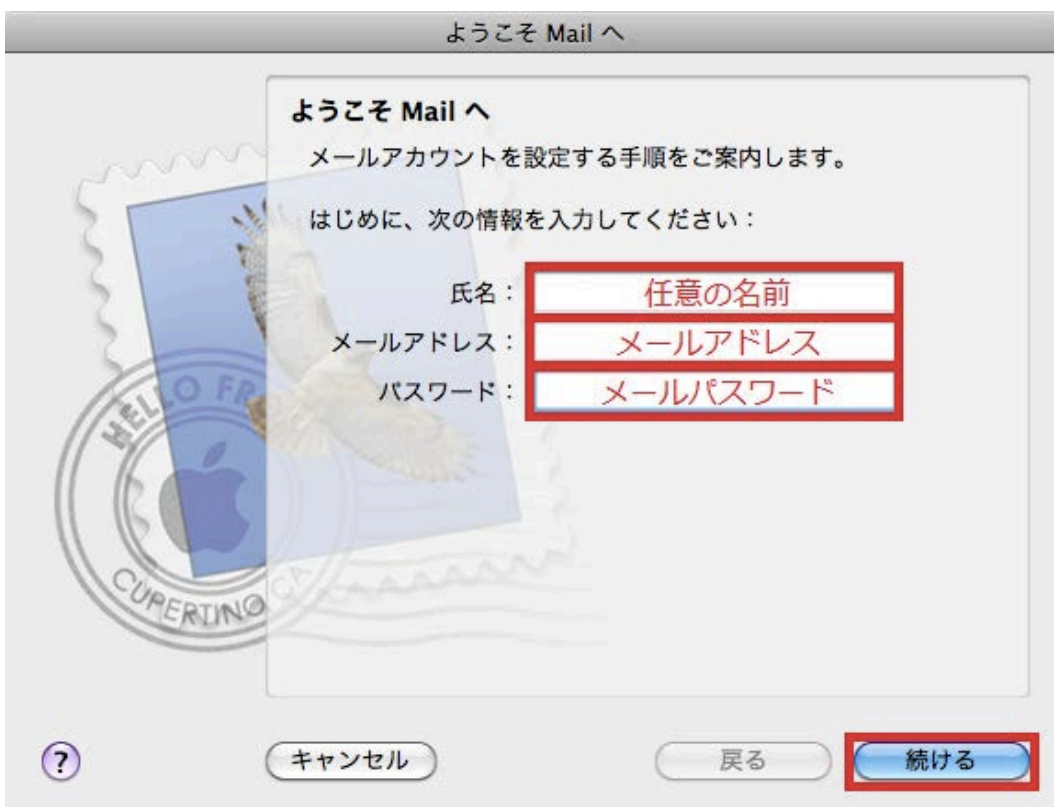 ようこそ Mail へ
ようこそ Mail へ
メールアカウントを設定する手順をご案内します。
はじめに、次の情報を入力してください：
氏名： 任意の名前
メールアドレス： メールアドレス
パスワード： メールパスワード
HELLO FR
CUPERTINO CA
? キャンセル 戻る 続ける